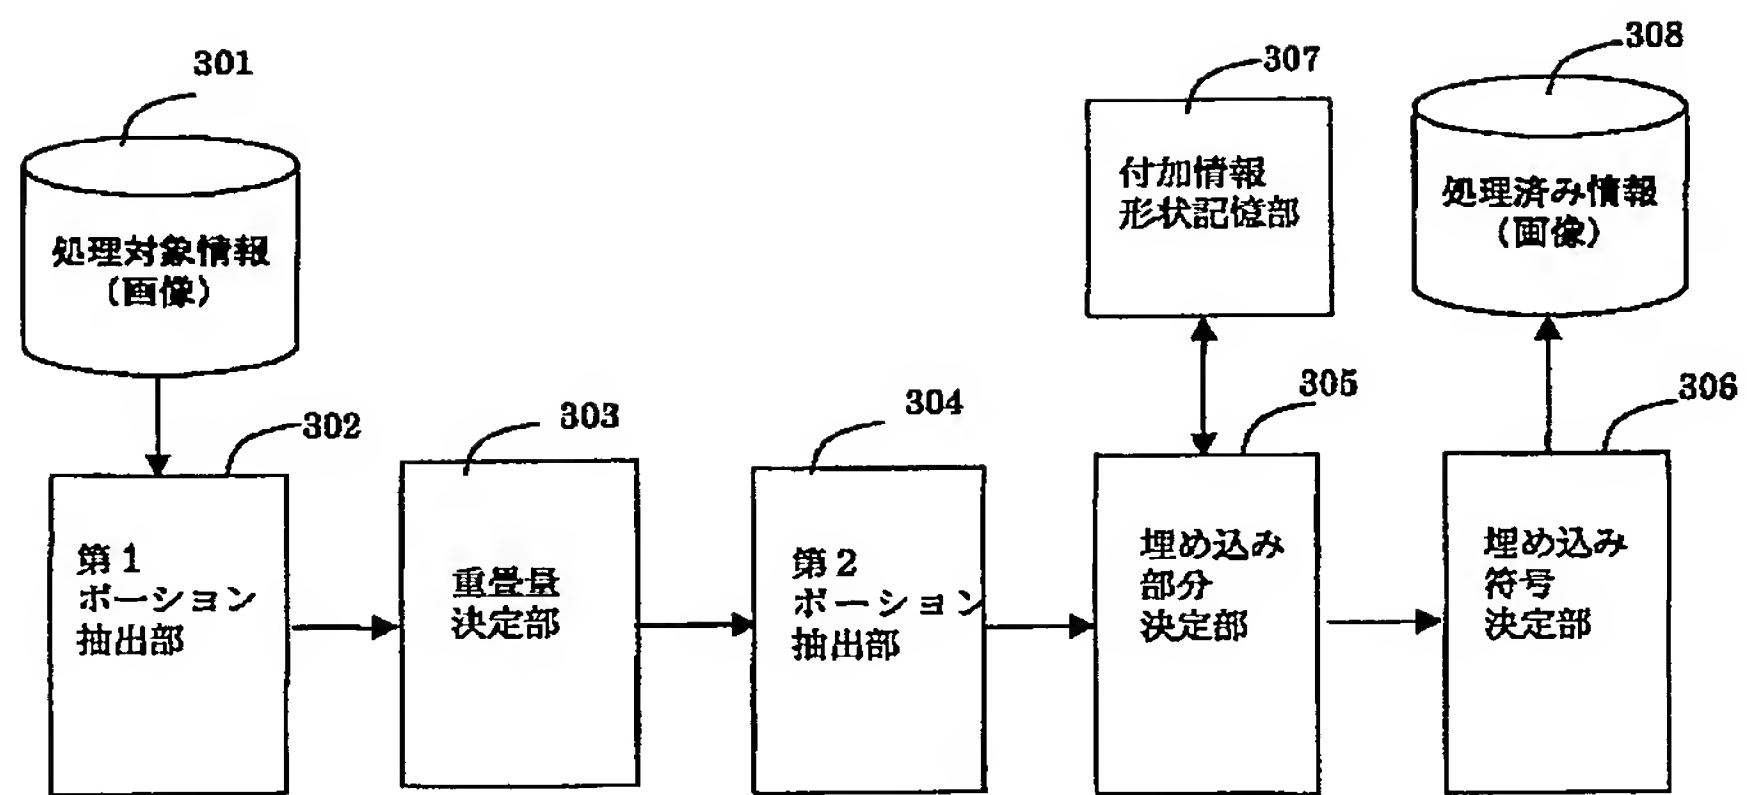 301
処理対象情報
(画像)
302
第1
ポーション
抽出部
303
重畳量
決定部
304
第2
ポーション
抽出部
307
付加情報
形状記憶部
305
埋め込み
部分
決定部
308
処理済み情報
(画像)
306
埋め込み
符号
決定部